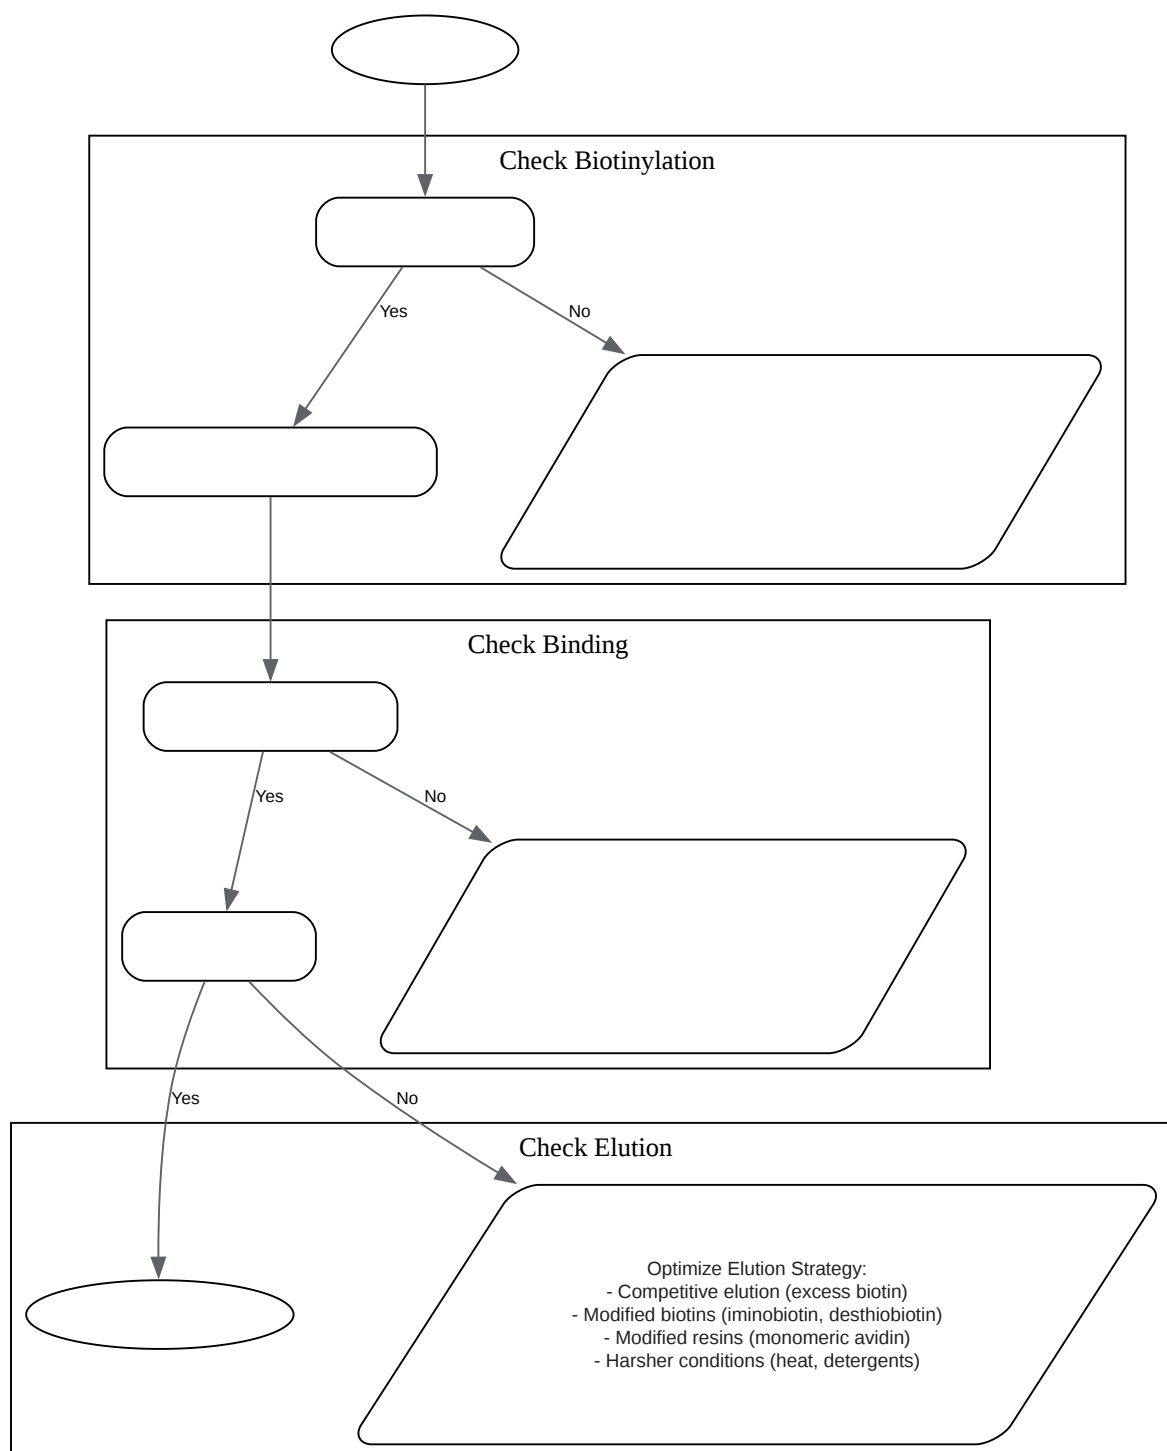 Check Biotinylation
Yes
No
Check Binding
Yes
No
Yes
No
Check Elution
Optimize Elution Strategy:
- Competitive elution (excess biotin)
- Modified biotins (iminobiotin, desthiobiotin)
- Modified resins (monomeric avidin)
- Harsher conditions (heat, detergents)